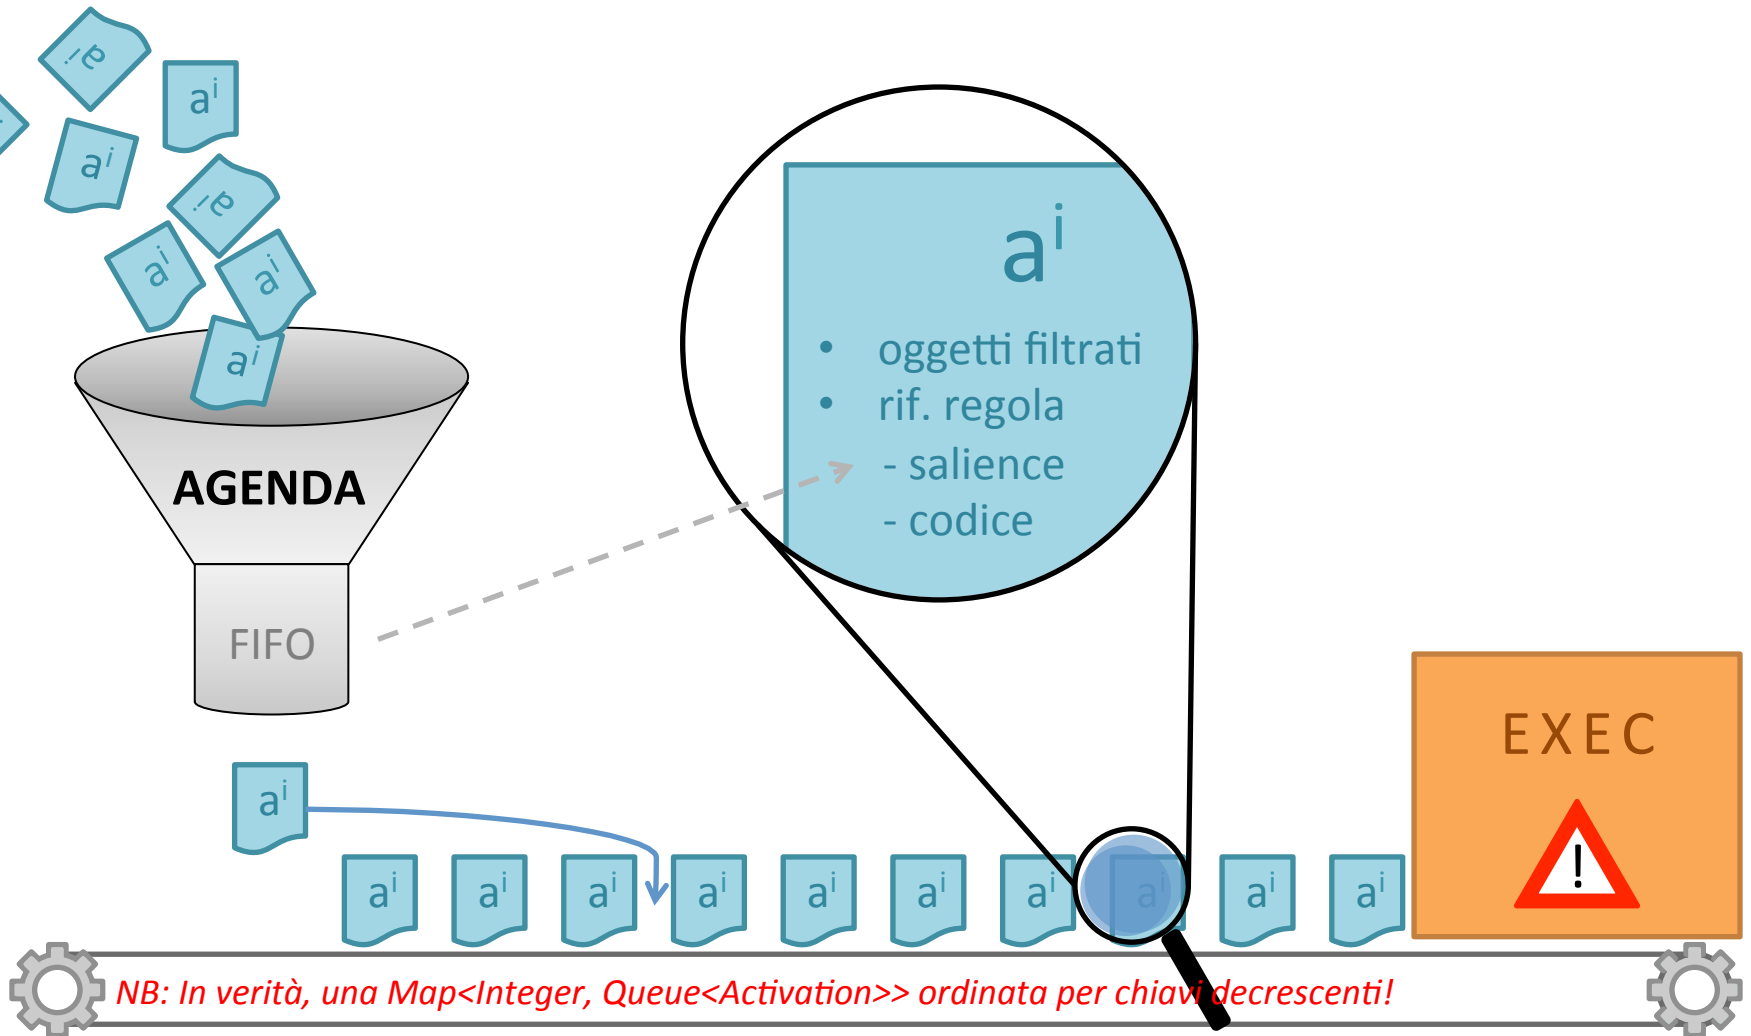 aⁱ
aⁱ
aⁱ
aⁱ
aⁱ
aⁱ
aⁱ
AGENDA
FIFO
aⁱ
• oggetti filtrati
• rif. regola
- salience
- codice
EXEC
!
aⁱ
aⁱ aⁱ aⁱ aⁱ aⁱ aⁱ aⁱ aⁱ aⁱ aⁱ
NB: In verità, una Map<Integer, Queue<Activation>> ordinata per chiavi decrescenti!